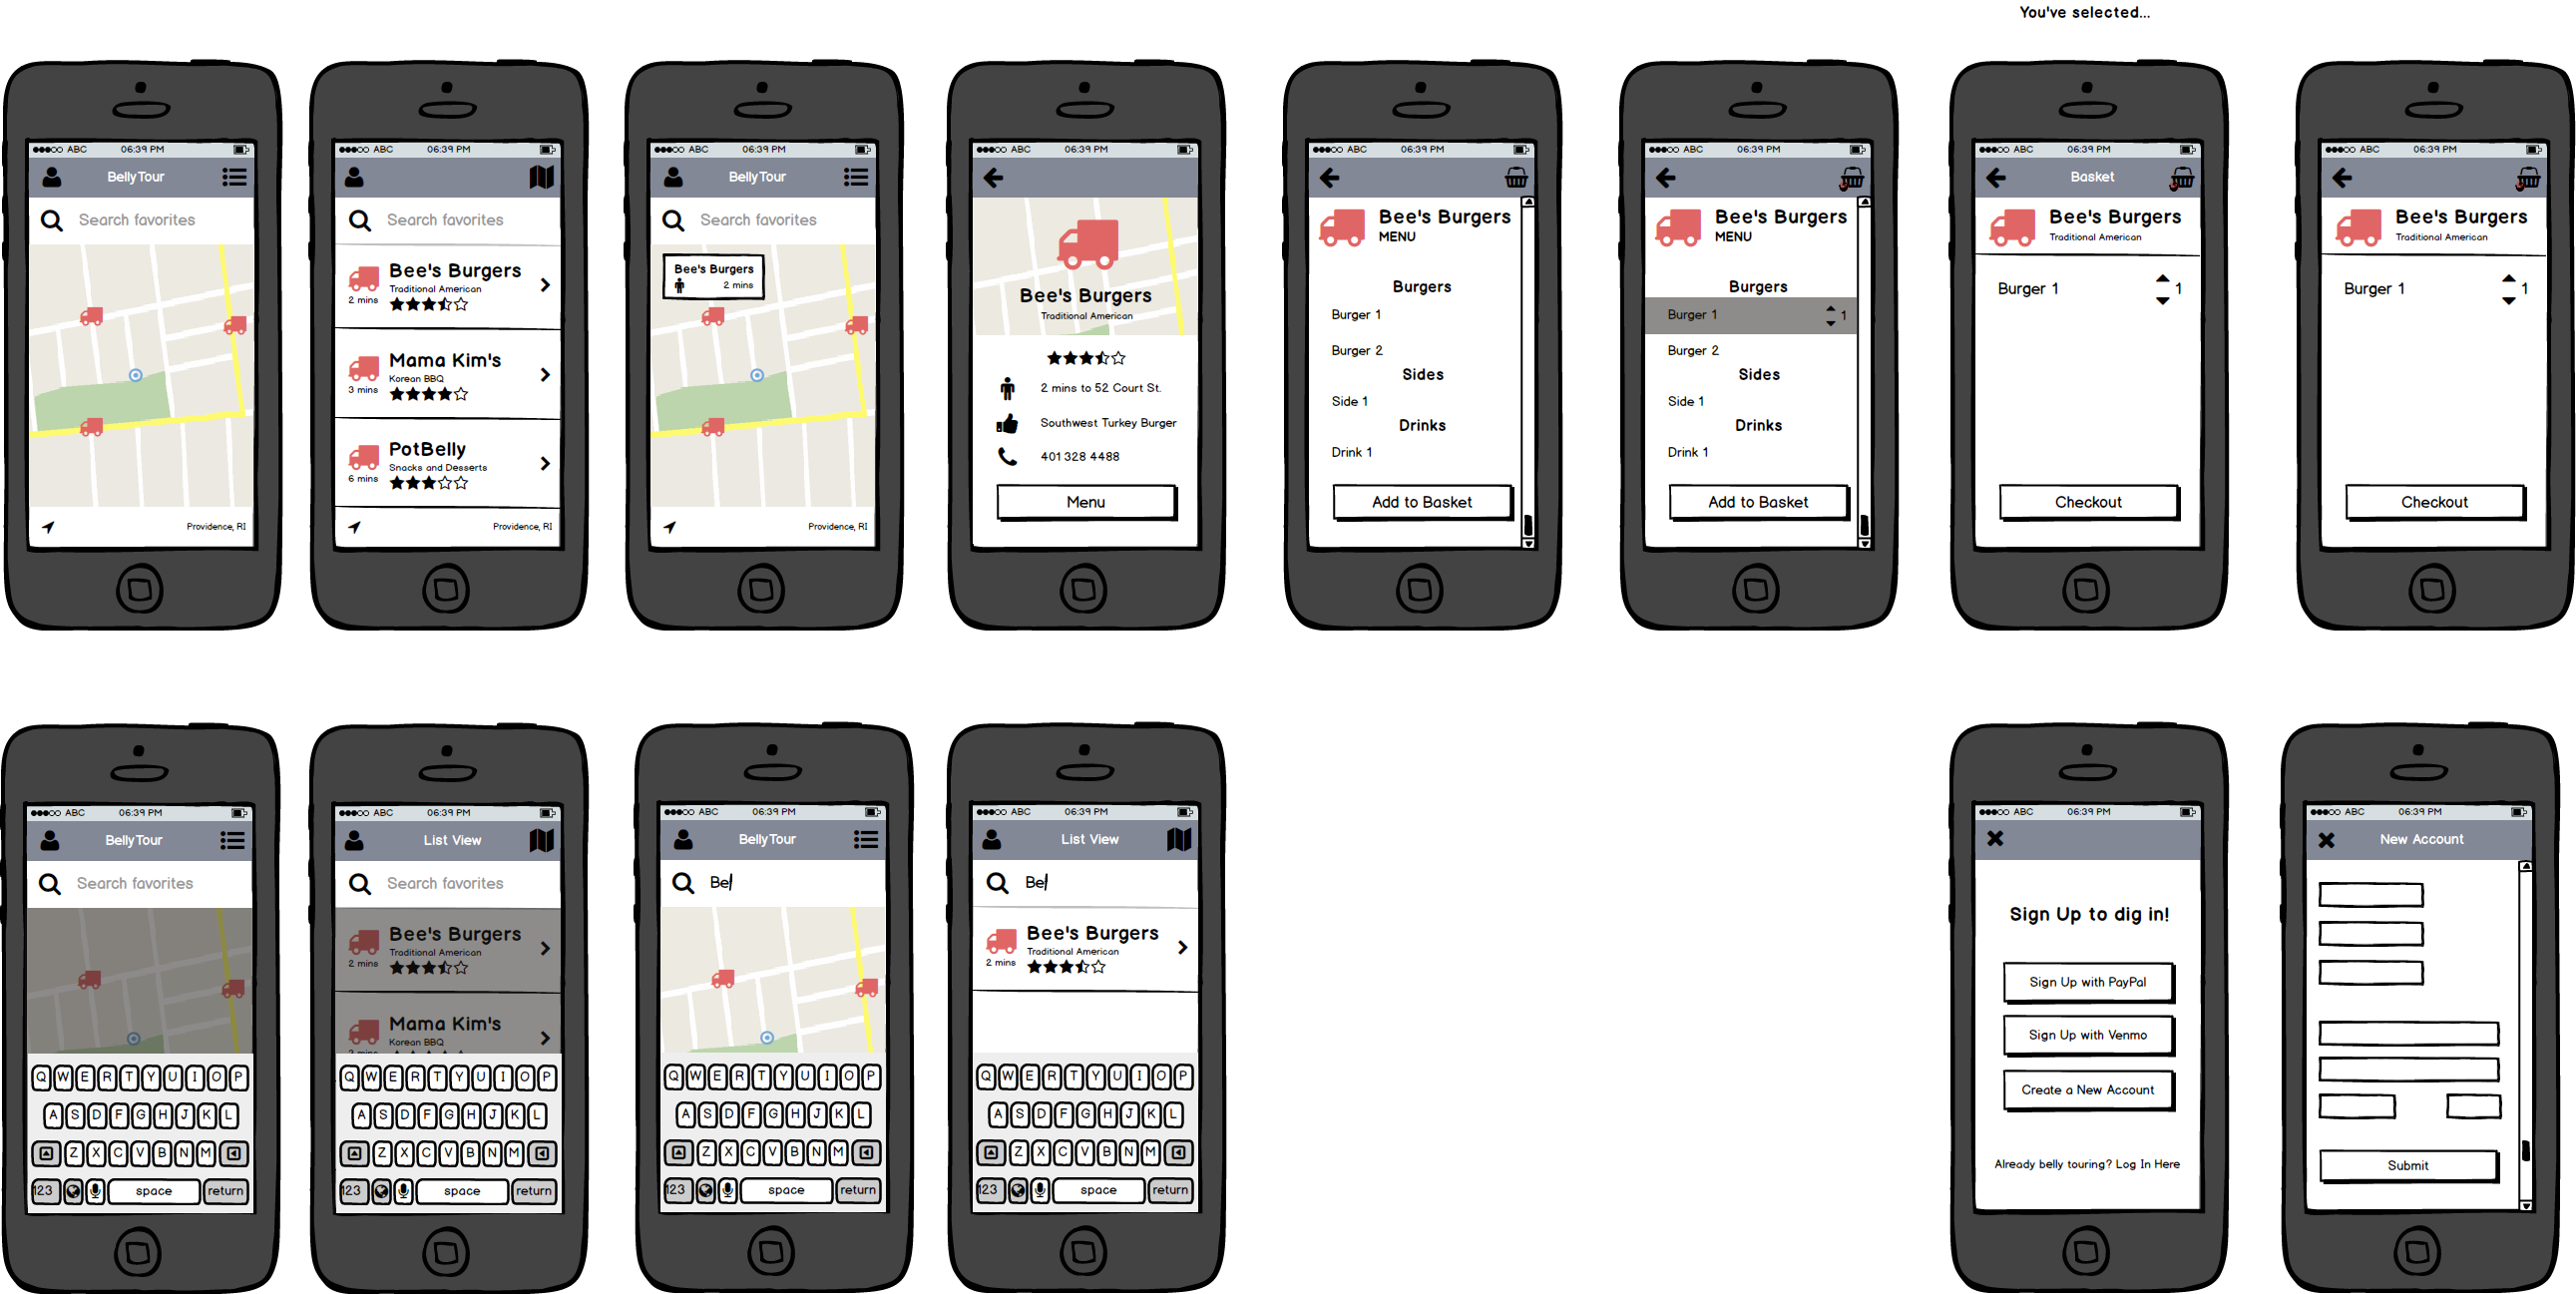 You've selected...
ABC 06:39 PM
BellyTour
Search favorites
Providence, RI
ABC 06:39 PM
Search favorites
Bee's Burgers
Traditional American
2 mins
Mama Kim's
Korean BBQ
3 mins
PotBelly
Snacks and Desserts
6 mins
Providence, RI
ABC 06:39 PM
BellyTour
Search favorites
Bee's Burgers
2 mins
Providence, RI
ABC 06:39 PM
Bee's Burgers
Traditional American
2 mins to 52 Court St.
Southwest Turkey Burger
401 328 4488
Menu
ABC 06:39 PM
Bee's Burgers
MENU
Burgers
Burger 1
Burger 2
Sides
Side 1
Drinks
Drink 1
Add to Basket
ABC 06:39 PM
Bee's Burgers
MENU
Burgers
Burger 1 1
Burger 2
Sides
Side 1
Drinks
Drink 1
Add to Basket
ABC 06:39 PM
Basket
Bee's Burgers
Traditional American
Burger 1 1
Checkout
ABC 06:39 PM
Bee's Burgers
Traditional American
Burger 1 1
Checkout
ABC 06:39 PM
BellyTour
Search favorites
Q W E R T Y U I O P
A S D F G H J K L
Z X C V B N M
123 space return
ABC 06:39 PM
List View
Search favorites
Bee's Burgers
Traditional American
2 mins
Mama Kim's
Korean BBQ
Q W E R T Y U I O P
A S D F G H J K L
Z X C V B N M
123 space return
ABC 06:39 PM
BellyTour
Be
Q W E R T Y U I O P
A S D F G H J K L
Z X C V B N M
123 space return
ABC 06:39 PM
List View
Be
Bee's Burgers
Traditional American
2 mins
Q W E R T Y U I O P
A S D F G H J K L
Z X C V B N M
123 space return
ABC 06:39 PM
Sign Up to dig in!
Sign Up with PayPal
Sign Up with Venmo
Create a New Account
Already belly touring? Log In Here
ABC 06:39 PM
New Account
Submit